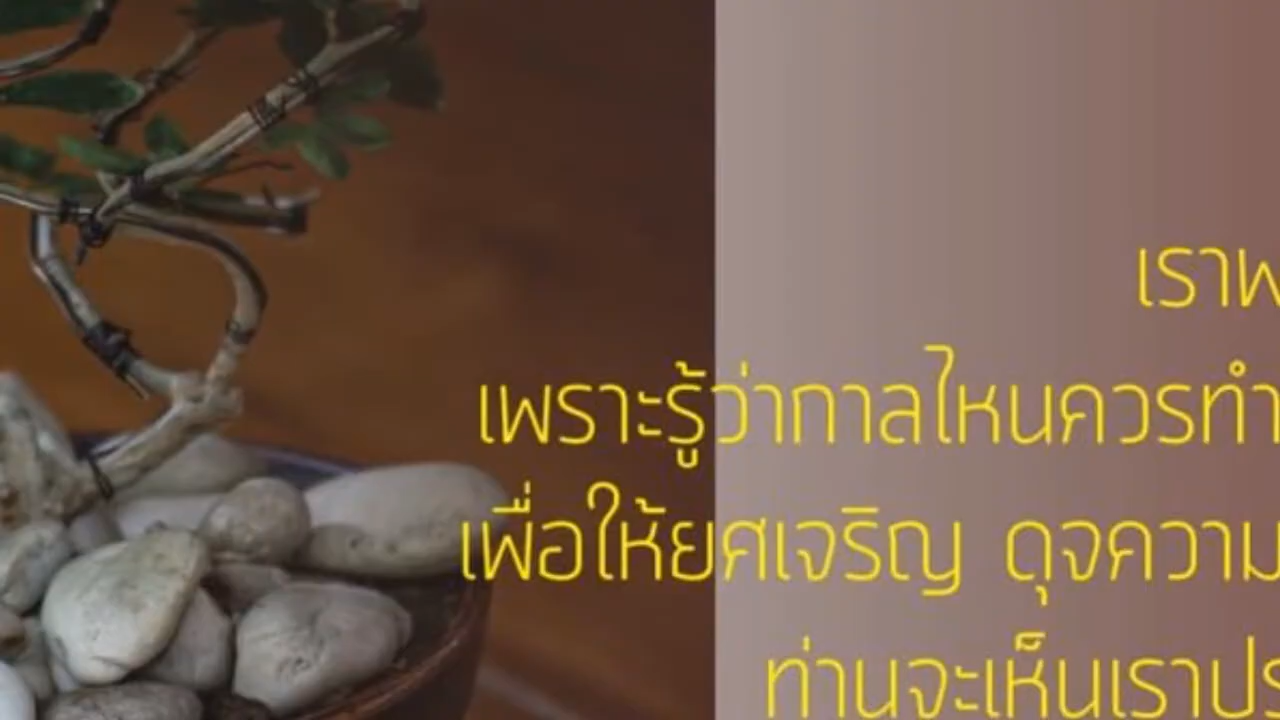 เรา
เพราะรู้ว่ากาลไหนควรทำ
เพื่อให้ยศเจริญ ดุจความ
ท่านจะเห็นเรา